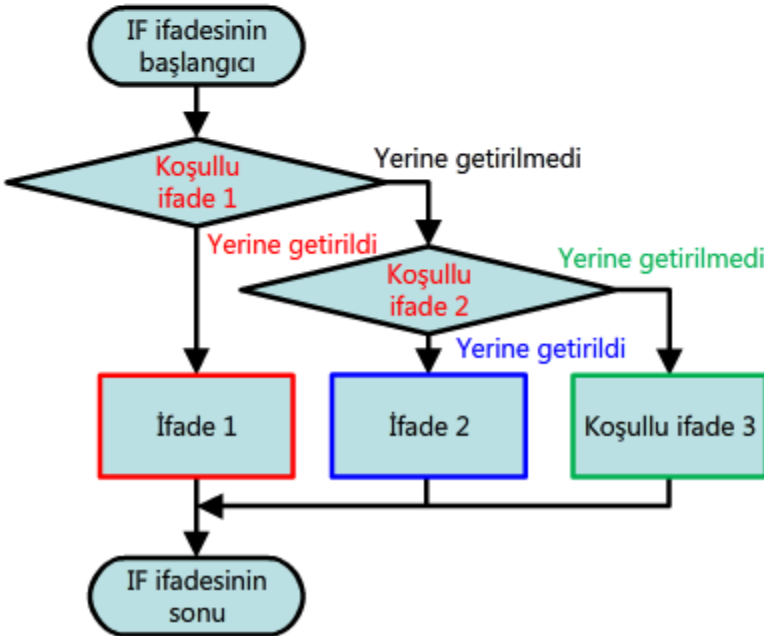 IF ifadesinin
başlangıcı
Koşullu
ifade 1
Yerine getirilmedi
Yerine getirildi
Koşullu
ifade 2
Yerine getirilmedi
Yerine getirildi
İfade 1
İfade 2
Koşullu ifade 3
IF ifadesinin
sonu